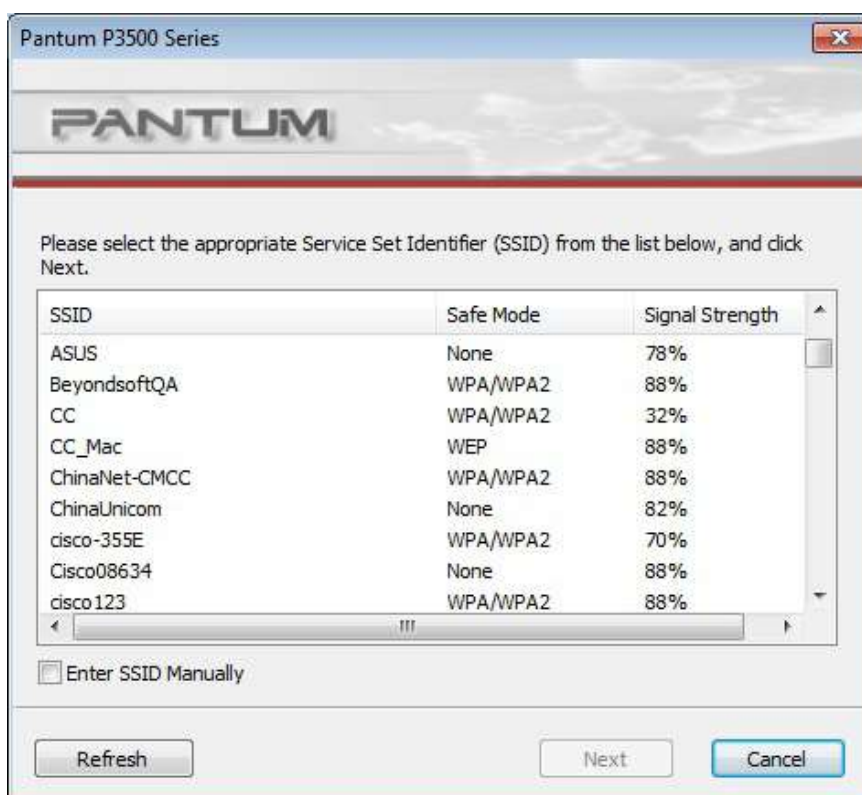 Pantum P3500 Series
PANTUM
Please select the appropriate Service Set Identifier (SSID) from the list below, and click
Next.
SSID Safe Mode Signal Strength
ASUS None 78%
BeyondsoftQA WPA/WPA2 88%
CC WPA/WPA2 32%
CC_Mac WEP 88%
ChinaNet-CMCC WPA/WPA2 88%
ChinaUnicom None 82%
cisco-355E WPA/WPA2 70%
Cisco08634 None 88%
cisco123 WPA/WPA2 88%
Enter SSID Manually
Refresh Next Cancel